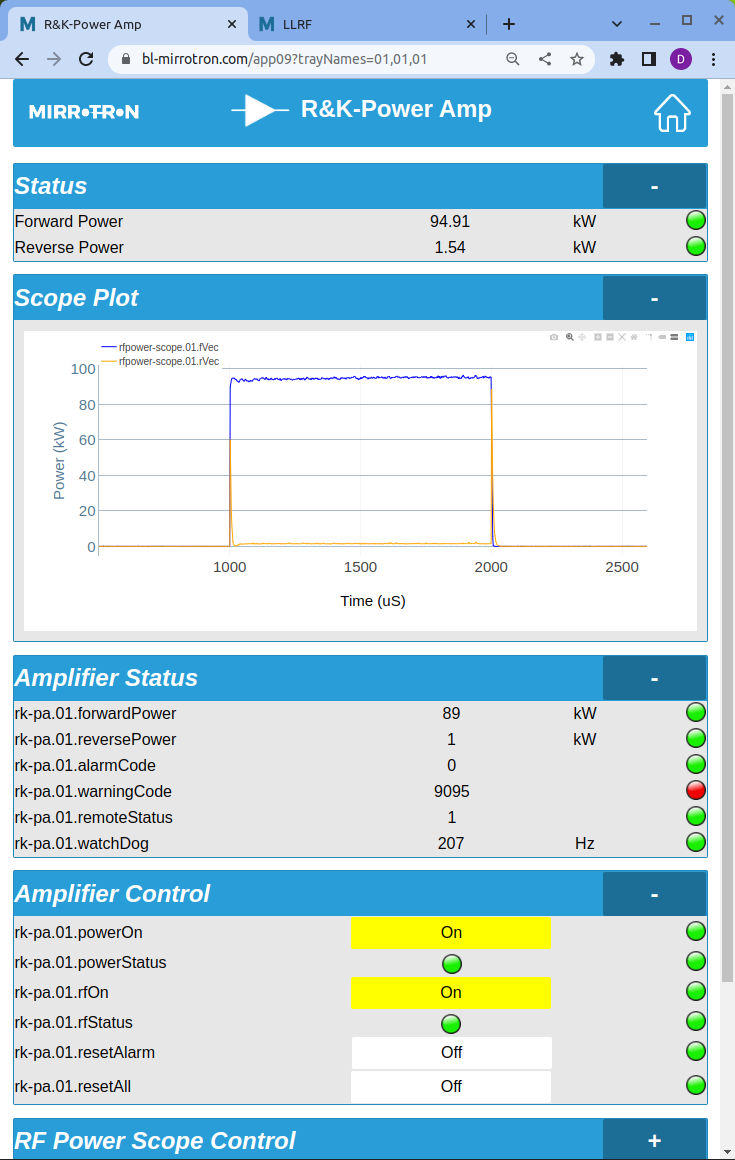 R&K-Power Amp
LLRF
bl-mirrotron.com/app09?trayNames=01,01,01
D
MIRROTRON
R&K-Power Amp
Status -
Forward Power 94.91 kW
Reverse Power 1.54 kW
Scope Plot -
rfpower-scope.01.fVec
rfpower-scope.01.rVec
100
80
60
40
20
0
Power (kW)
1000 1500 2000 2500
Time (uS)
Amplifier Status -
rk-pa.01.forwardPower 89 kW
rk-pa.01.reversePower 1 kW
rk-pa.01.alarmCode 0
rk-pa.01.warningCode 9095
rk-pa.01.remoteStatus 1
rk-pa.01.watchDog 207 Hz
Amplifier Control -
rk-pa.01.powerOn On
rk-pa.01.powerStatus
rk-pa.01.rfOn On
rk-pa.01.rfStatus
rk-pa.01.resetAlarm Off
rk-pa.01.resetAll Off
RF Power Scope Control +